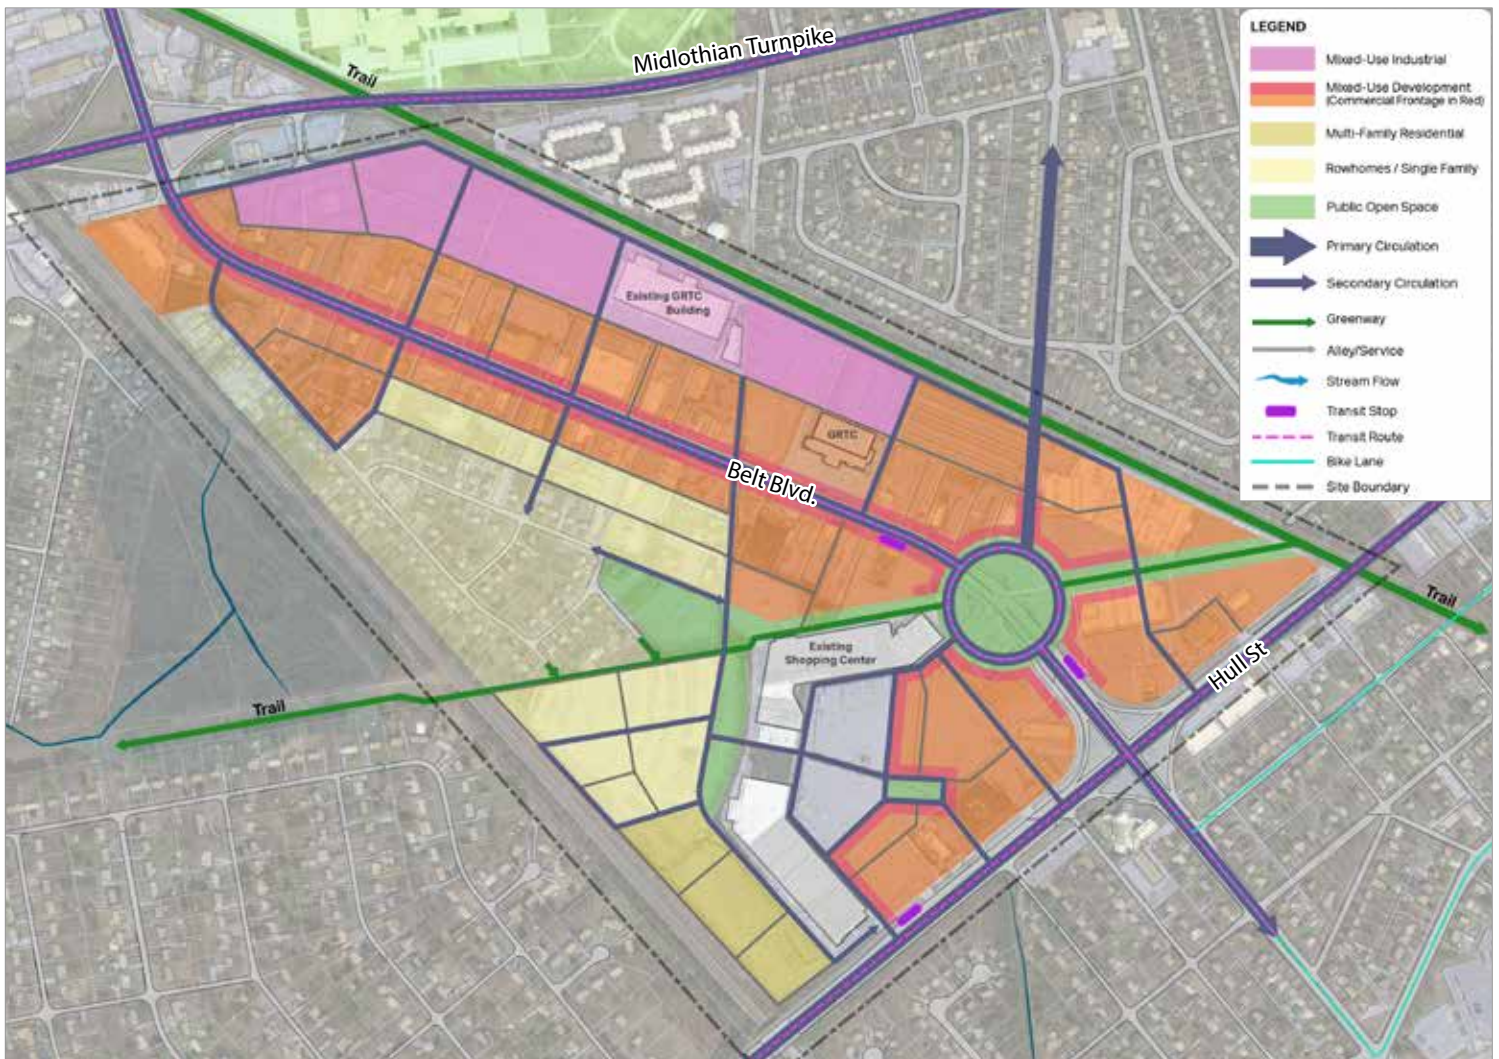 Midlothian Turnpike
Trail
Existing GRTC
Building
GRTC
Belt Blvd.
Existing
Shopping Center
Trail
Trail
Hull St
LEGEND
Mixed-Use Industrial
Mixed-Use Development
(Commercial Frontage in Red)
Multi-Family Residential
Rowhomes / Single Family
Public Open Space
Primary Circulation
Secondary Circulation
Greenway
Alley/Service
Stream Flow
Transit Stop
Transit Route
Bike Lane
Site Boundary